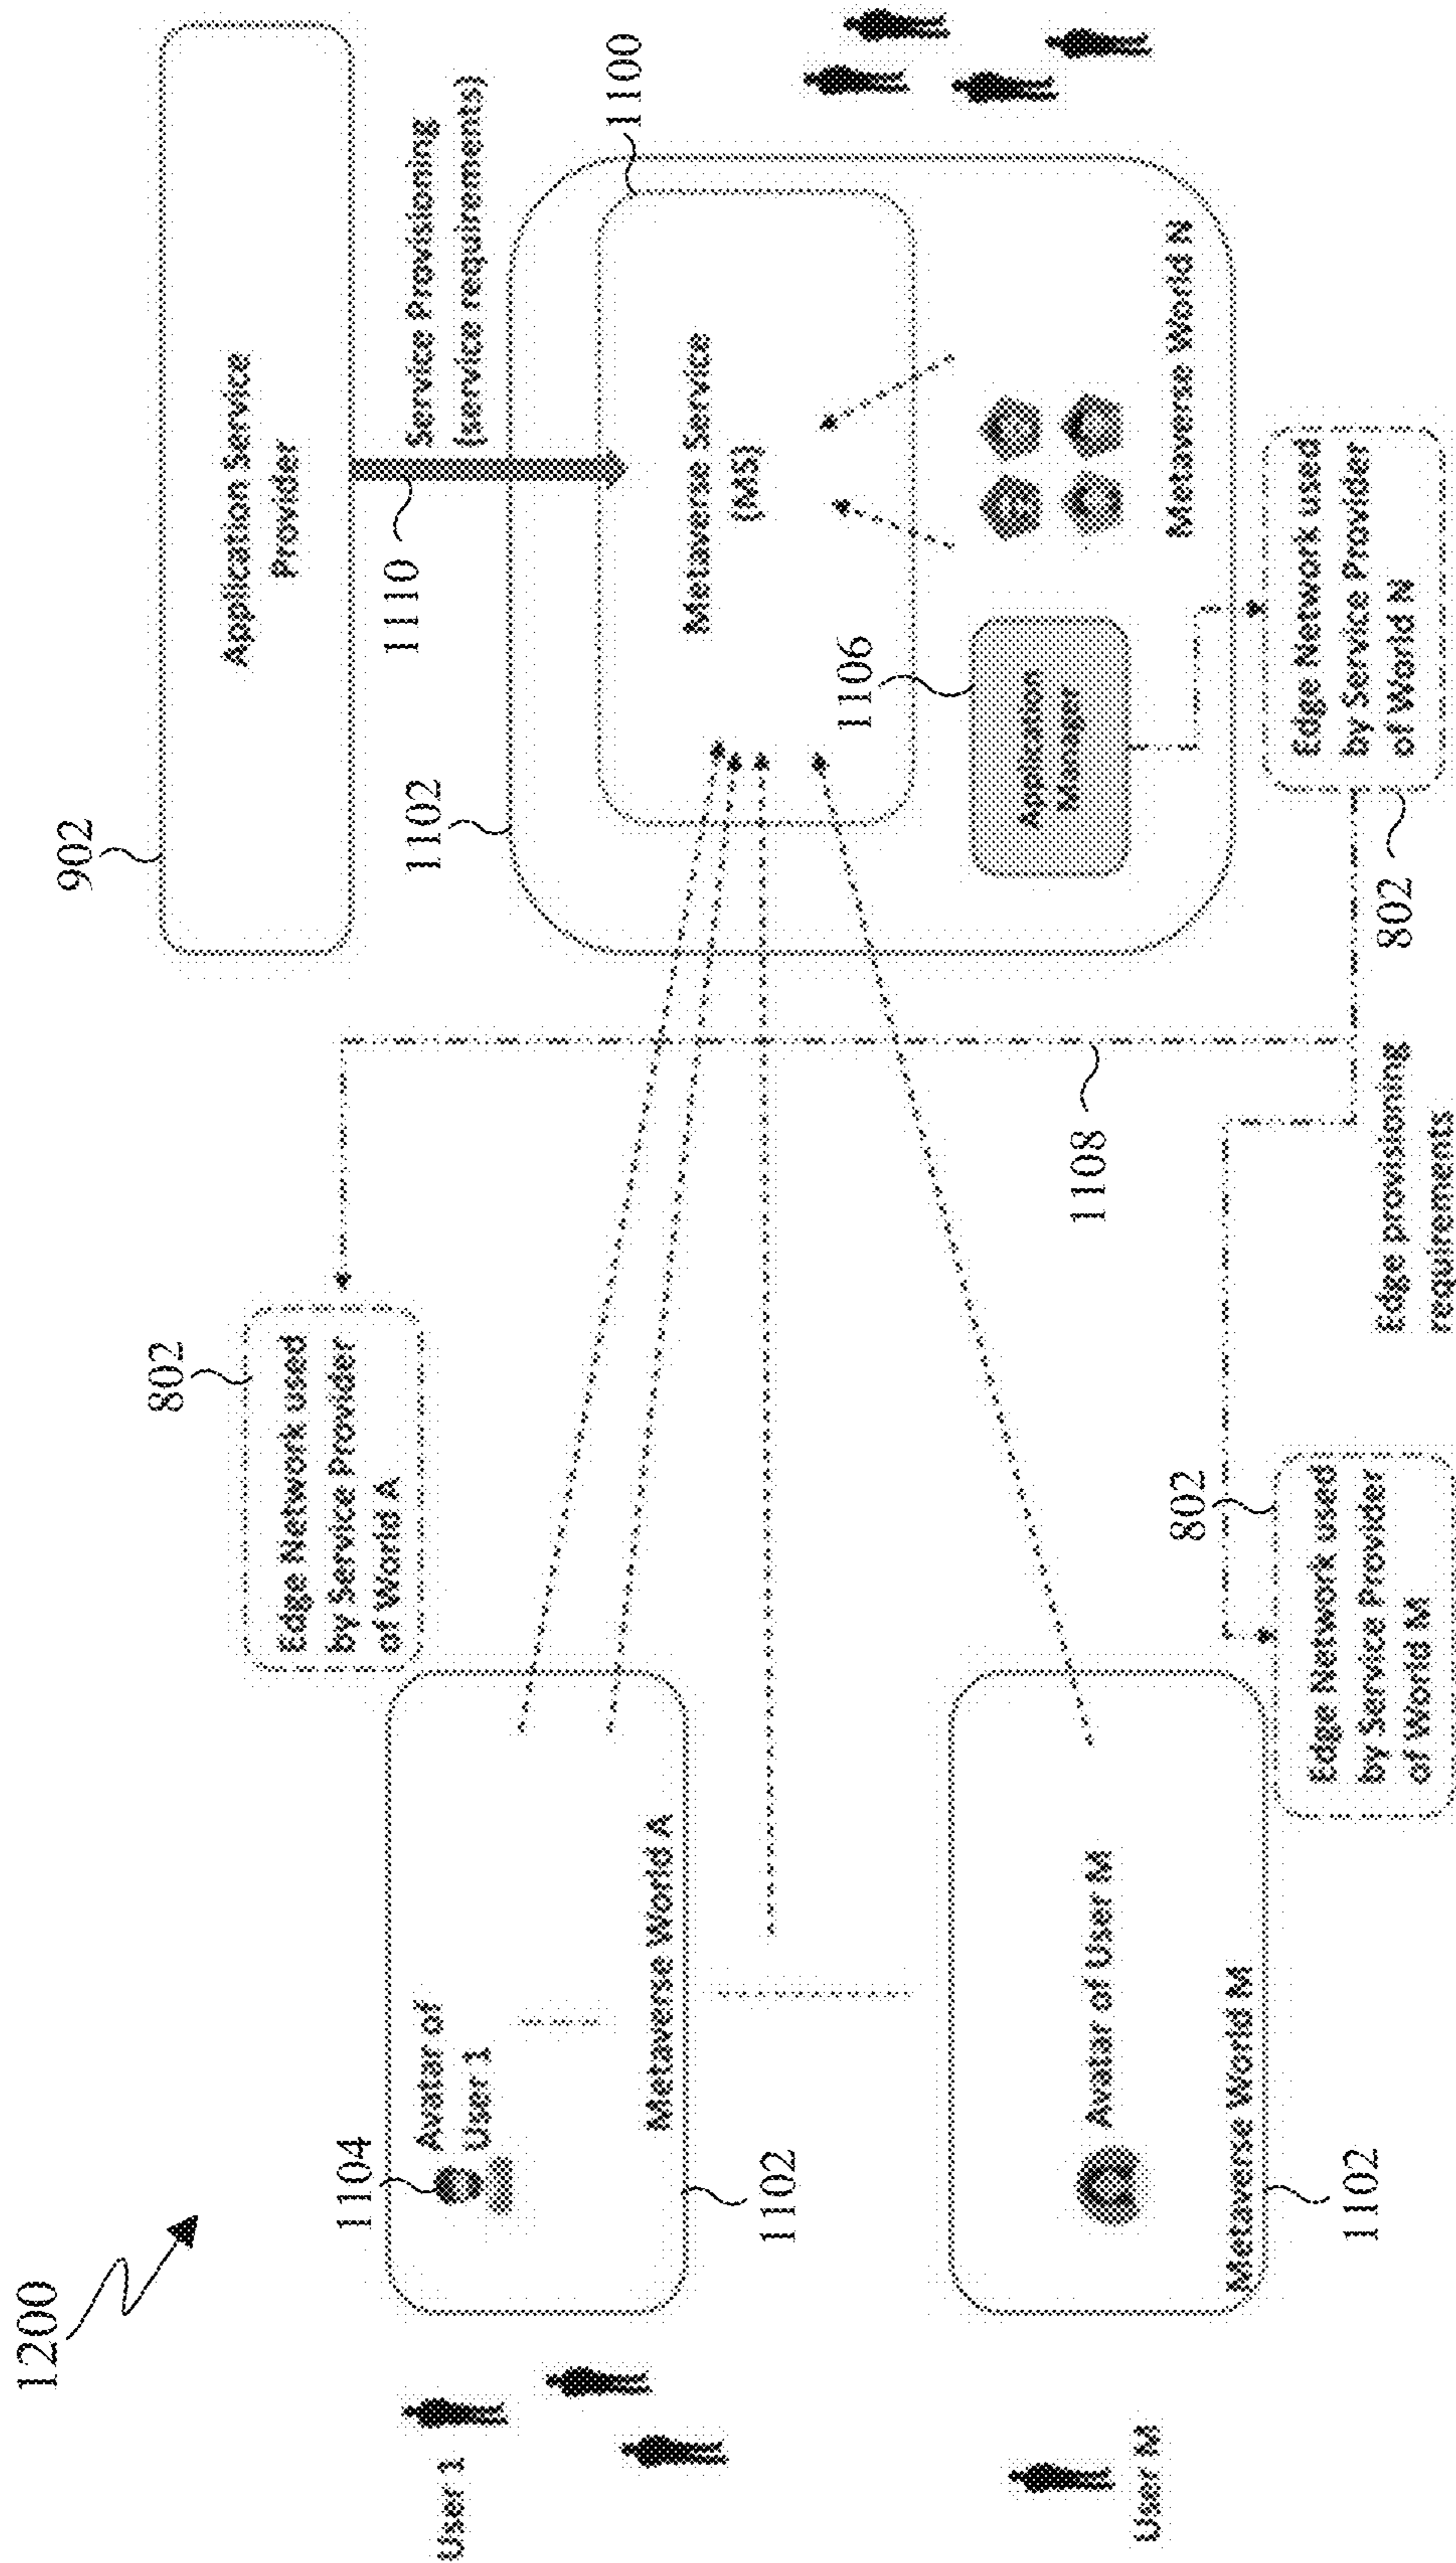 1200
902
Application Service
Provider
1110
Service Provisioning
(service requirements)
1102
1100
Metaverse Service
(MS)
1106
Application
Manager
Metaverse World N
Edge Network used
by Service Provider
of World N
802
802
Edge Network used
by Service Provider
of World A
1104
Avatar of
User 1
Metaverse World A
1102
User 1
1108
Avatar of User M
Metaverse World M
1102
User M
802
Edge Network used
by Service Provider
of World M
Edge provisioning
requirements